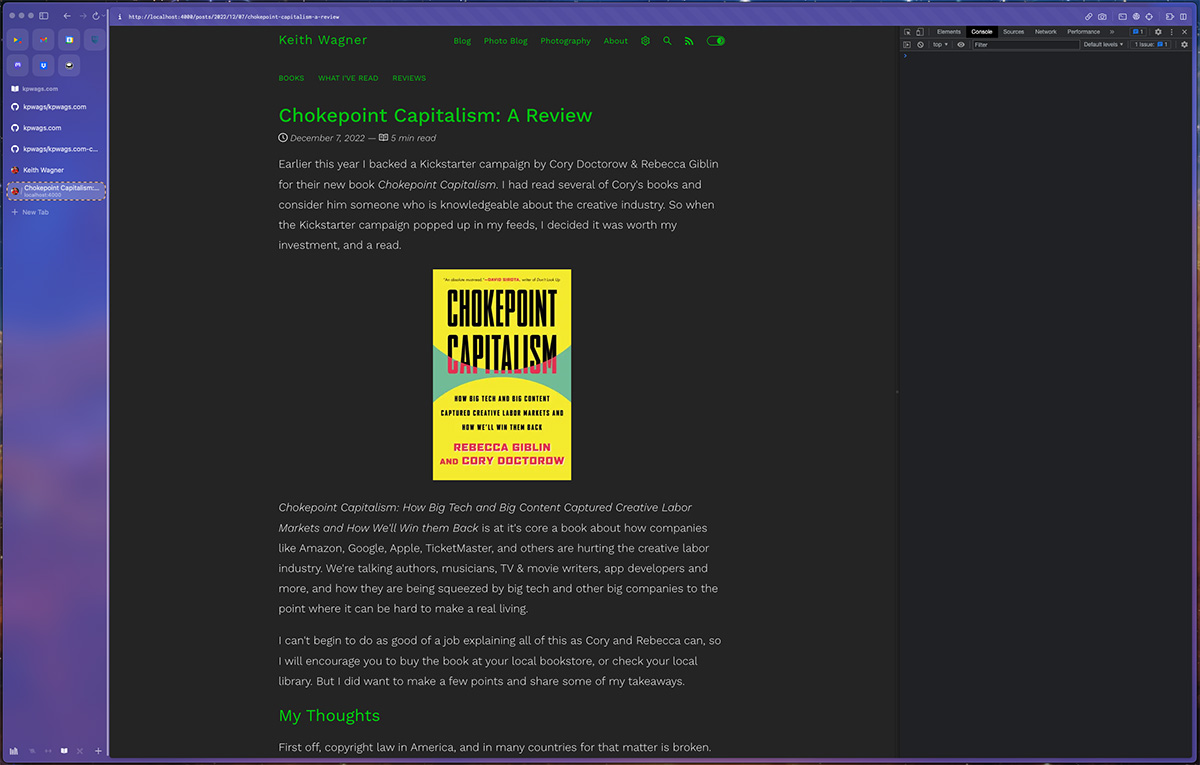 http://localhost:4000/posts/2022/12/07/chokepoint-capitalism-a-review
kpwags.com
kpwags/kpwags.com
kpwags.com
kpwags/kpwags.com-c...
Keith Wagner
Chokepoint Capitalism:...
localhost:4000
New Tab
Keith Wagner
Blog Photo Blog Photography About
BOOKS WHAT I'VE READ REVIEWS
Chokepoint Capitalism: A Review
December 7, 2022 — 5 min read
Earlier this year I backed a Kickstarter campaign by Cory Doctorow & Rebecca Giblin
for their new book Chokepoint Capitalism. I had read several of Cory's books and
consider him someone who is knowledgeable about the creative industry. So when
the Kickstarter campaign popped up in my feeds, I decided it was worth my
investment, and a read.
"An absolute essential."—DAVID SIROTA, writer of Don't Look Up
CHOKEPOINT
CAPITALISM
HOW BIG TECH AND BIG CONTENT
CAPTURED CREATIVE LABOR MARKETS AND
HOW WE'LL WIN THEM BACK
REBECCA GIBLIN
AND CORY DOCTOROW
Chokepoint Capitalism: How Big Tech and Big Content Captured Creative Labor
Markets and How We'll Win them Back is at it's core a book about how companies
like Amazon, Google, Apple, TicketMaster, and others are hurting the creative labor
industry. We're talking authors, musicians, TV & movie writers, app developers and
more, and how they are being squeezed by big tech and other big companies to the
point where it can be hard to make a real living.
I can't begin to do as good of a job explaining all of this as Cory and Rebecca can, so
I will encourage you to buy the book at your local bookstore, or check your local
library. But I did want to make a few points and share some of my takeaways.
My Thoughts
First off, copyright law in America, and in many countries for that matter is broken.
Elements Console Sources Network Performance » 1
top Filter Default levels 1 Issue: 1